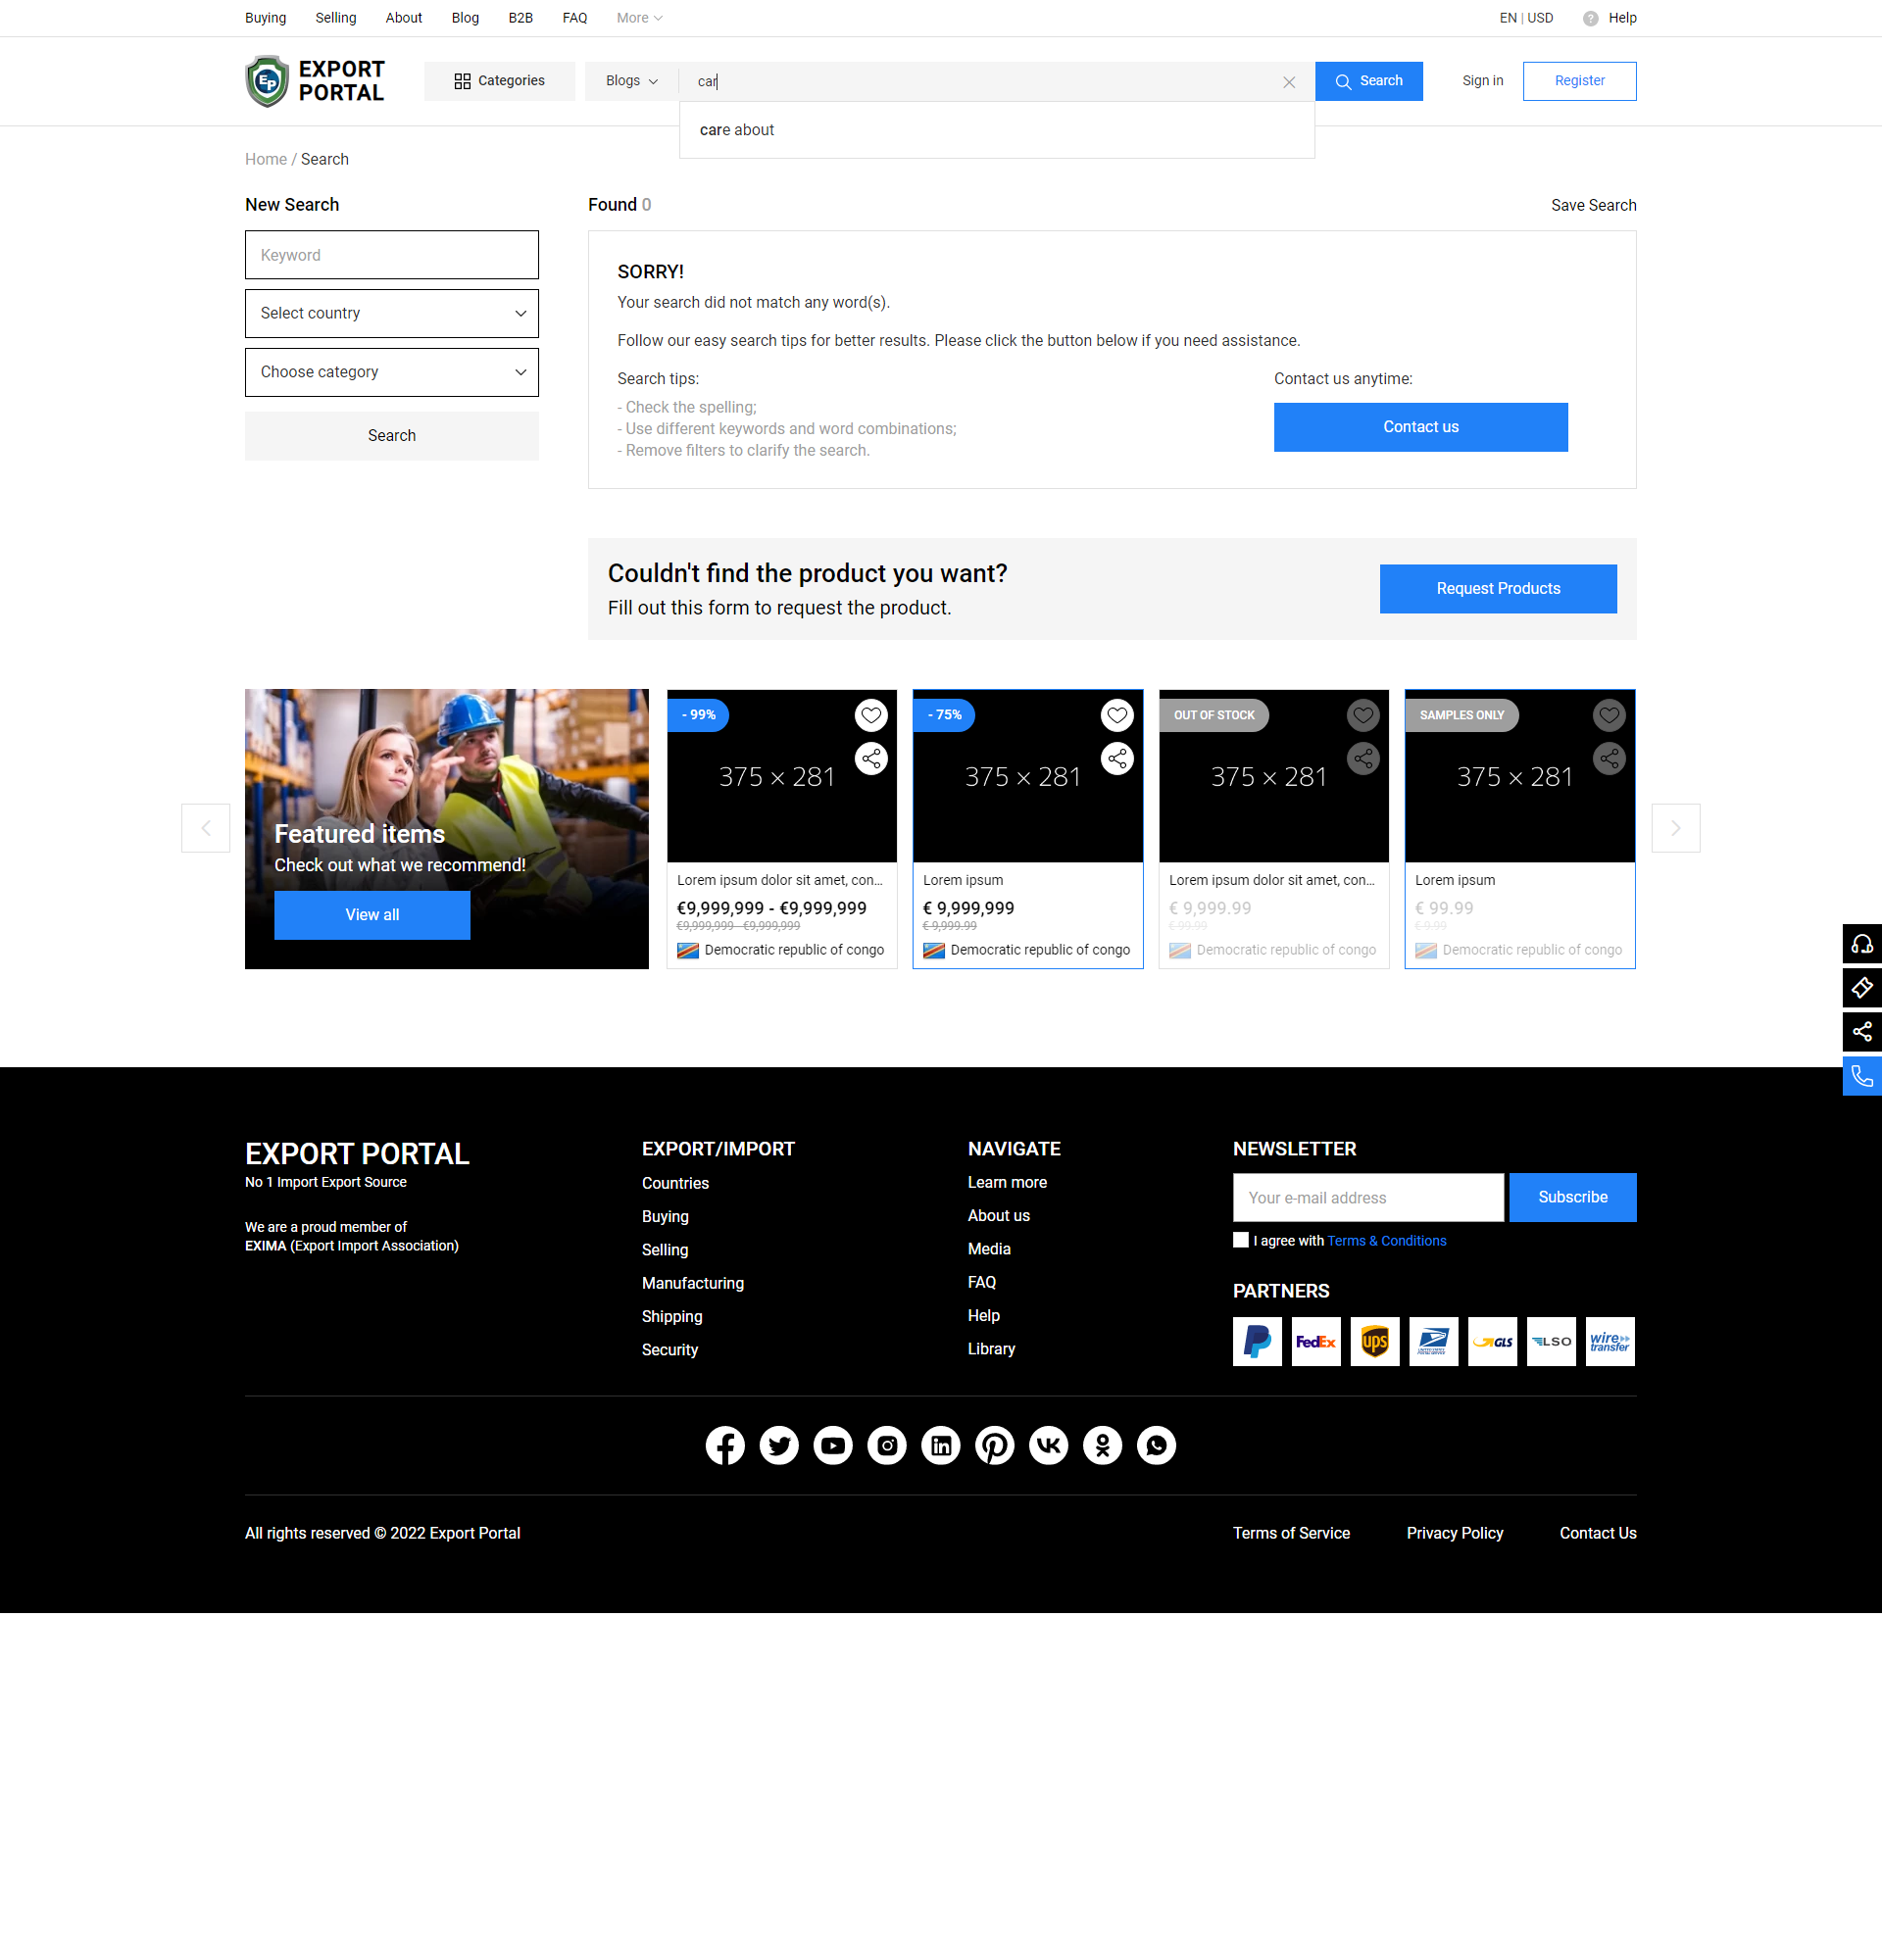 Buying Selling About Blog B2B FAQ More EN | USD ? Help
EP EXPORT PORTAL
Categories Blogs car Search Sign in Register
care about
Home / Search
New Search
Keyword
Select country
Choose category
Search
Found 0 Save Search
SORRY!
Your search did not match any word(s).
Follow our easy search tips for better results. Please click the button below if you need assistance.
Search tips:
- Check the spelling;
- Use different keywords and word combinations;
- Remove filters to clarify the search.
Contact us anytime:
Contact us
Couldn't find the product you want?
Fill out this form to request the product.
Request Products
Featured items
Check out what we recommend!
View all
- 99%
375 × 281
Lorem ipsum dolor sit amet, con...
€9,999,999 - €9,999,999
€9,999,999 - €9,999,999
Democratic republic of congo
- 75%
375 × 281
Lorem ipsum
€ 9,999,999
€ 9,999.99
Democratic republic of congo
OUT OF STOCK
375 × 281
Lorem ipsum dolor sit amet, con...
€ 9,999.99
€ 99.99
Democratic republic of congo
SAMPLES ONLY
375 × 281
Lorem ipsum
€ 99.99
€ 9.99
Democratic republic of congo
EXPORT PORTAL
No 1 Import Export Source
We are a proud member of
EXIMA (Export Import Association)
EXPORT/IMPORT
Countries
Buying
Selling
Manufacturing
Shipping
Security
NAVIGATE
Learn more
About us
Media
FAQ
Help
Library
NEWSLETTER
Your e-mail address Subscribe
I agree with Terms & Conditions
PARTNERS
FedEx ups UNITED STATES POSTAL SERVICE GLS LSO wire transfer
All rights reserved © 2022 Export Portal Terms of Service Privacy Policy Contact Us